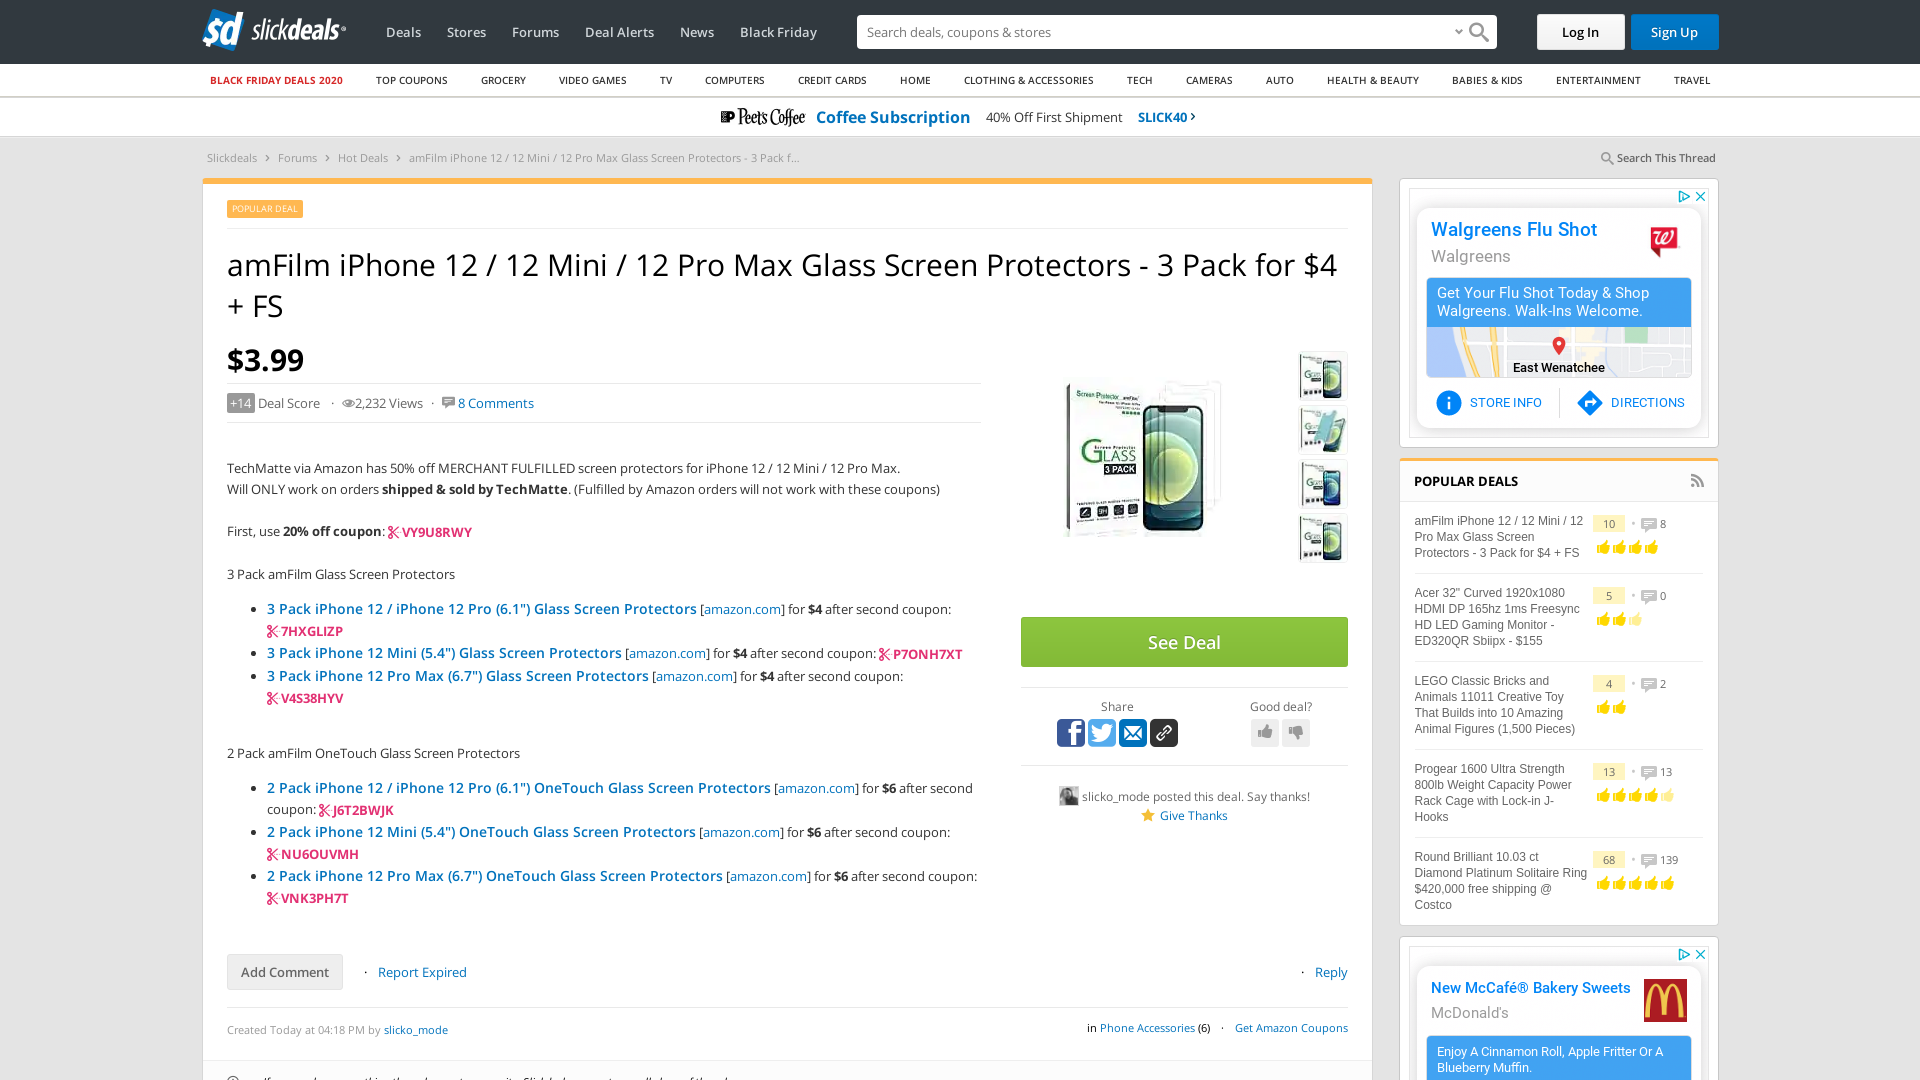 slickdeals
Deals Stores Forums Deal Alerts News Black Friday
Search deals, coupons & stores
Log In
Sign Up
BLACK FRIDAY DEALS 2020 TOP COUPONS GROCERY VIDEO GAMES TV COMPUTERS CREDIT CARDS HOME CLOTHING & ACCESSORIES TECH CAMERAS AUTO HEALTH & BEAUTY BABIES & KIDS ENTERTAINMENT TRAVEL
Peet's Coffee Coffee Subscription 40% Off First Shipment SLICK40
Slickdeals › Forums › Hot Deals › amFilm iPhone 12 / 12 Mini / 12 Pro Max Glass Screen Protectors - 3 Pack f...
Search This Thread
POPULAR DEAL
amFilm iPhone 12 / 12 Mini / 12 Pro Max Glass Screen Protectors - 3 Pack for $4
+ FS
$3.99
+14 Deal Score · 2,232 Views · 8 Comments
TechMatte via Amazon has 50% off MERCHANT FULFILLED screen protectors for iPhone 12 / 12 Mini / 12 Pro Max.
Will ONLY work on orders shipped & sold by TechMatte. (Fulfilled by Amazon orders will not work with these coupons)
First, use 20% off coupon: VY9U8RWY
3 Pack amFilm Glass Screen Protectors
3 Pack iPhone 12 / iPhone 12 Pro (6.1") Glass Screen Protectors [amazon.com] for $4 after second coupon:
7HXGLIZP
3 Pack iPhone 12 Mini (5.4") Glass Screen Protectors [amazon.com] for $4 after second coupon: P7ONH7XT
3 Pack iPhone 12 Pro Max (6.7") Glass Screen Protectors [amazon.com] for $4 after second coupon:
V4S38HYV
2 Pack amFilm OneTouch Glass Screen Protectors
2 Pack iPhone 12 / iPhone 12 Pro (6.1") OneTouch Glass Screen Protectors [amazon.com] for $6 after second
coupon: J6T2BWJK
2 Pack iPhone 12 Mini (5.4") OneTouch Glass Screen Protectors [amazon.com] for $6 after second coupon:
NU6OUVMH
2 Pack iPhone 12 Pro Max (6.7") OneTouch Glass Screen Protectors [amazon.com] for $6 after second coupon:
VNK3PH7T
Add Comment · Report Expired
· Reply
Created Today at 04:18 PM by slicko_mode
in Phone Accessories (6) · Get Amazon Coupons
Screen Protector
GLASS
3 PACK
See Deal
Share
Good deal?
slicko_mode posted this deal. Say thanks!
Give Thanks
Walgreens Flu Shot
Walgreens
Get Your Flu Shot Today & Shop
Walgreens. Walk-Ins Welcome.
East Wenatchee
STORE INFO
DIRECTIONS
POPULAR DEALS
amFilm iPhone 12 / 12 Mini / 12
Pro Max Glass Screen
Protectors - 3 Pack for $4 + FS
10 • 8
Acer 32" Curved 1920x1080
HDMI DP 165hz 1ms Freesync
HD LED Gaming Monitor -
ED320QR Sbiipx - $155
5 • 0
LEGO Classic Bricks and
Animals 11011 Creative Toy
That Builds into 10 Amazing
Animal Figures (1,500 Pieces)
4 • 2
Progear 1600 Ultra Strength
800lb Weight Capacity Power
Rack Cage with Lock-in J-
Hooks
13 • 13
Round Brilliant 10.03 ct
Diamond Platinum Solitaire Ring
$420,000 free shipping @
Costco
68 • 139
New McCafé® Bakery Sweets
McDonald's
Enjoy A Cinnamon Roll, Apple Fritter Or A
Blueberry Muffin.